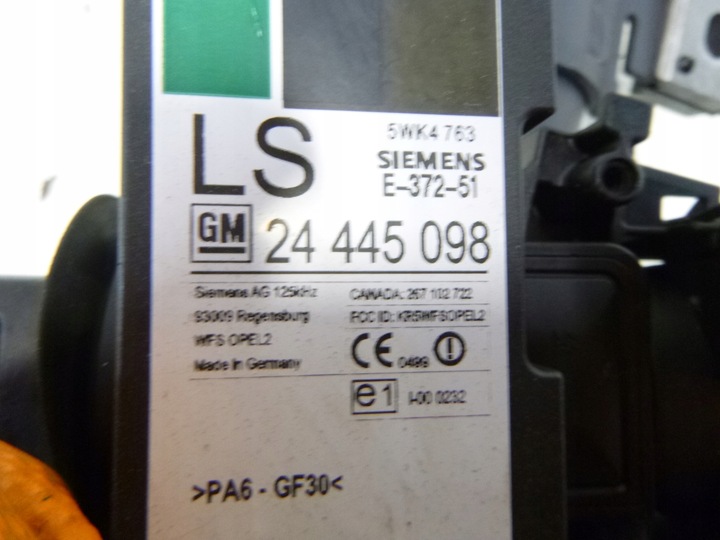 LS
5WK4 763
SIEMENS
E-372-51
GM
24 445 098
Siemens AG 125kHz
93009 Regensburg
WFS OPEL2
Made in Germany
CANADA: 267 102 722
FCC ID: KR5WFSOPEL2
CE 0499
e1 I-00 0232
>PA6 - GF30<